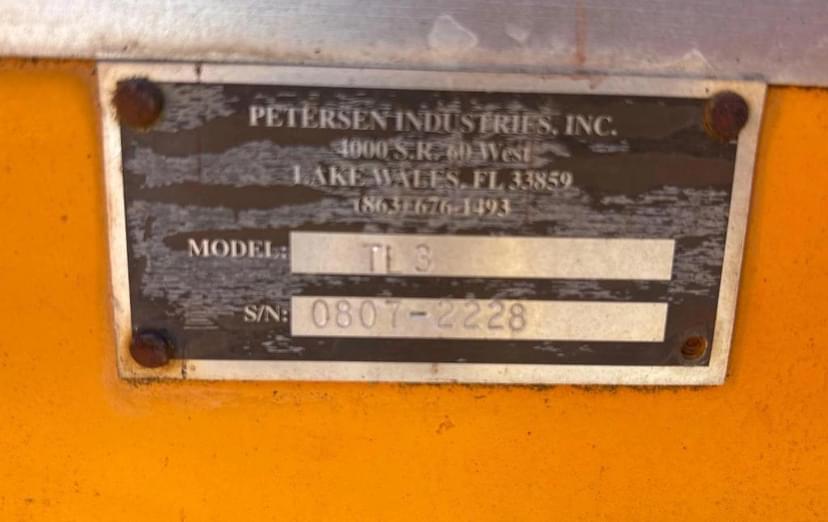 PETERSEN INDUSTRIES, INC.
4000 S.R. 60 West
LAKE WALES, FL 33859
(863) 676-1493
MODEL: TL3
S/N: 0807-2228